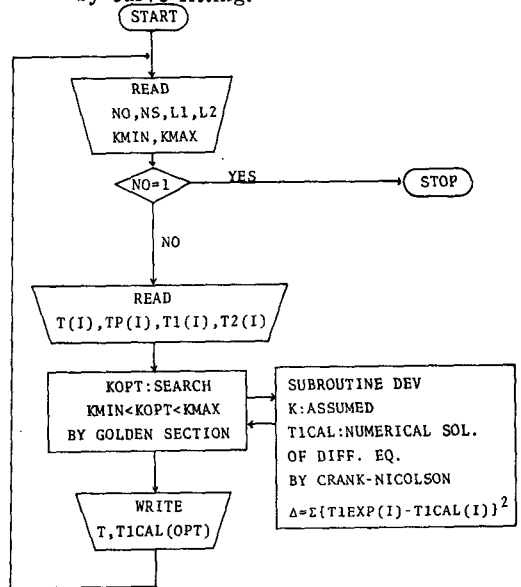 by curve fitting.
START
READ
NO,NS,L1,L2
KMIN,KMAX
NO=1
YES
STOP
NO
READ
T(I),TP(I),T1(I),T2(I)
KOPT:SEARCH
KMIN<KOPT<KMAX
BY GOLDEN SECTION
SUBROUTINE DEV
K:ASSUMED
T1CAL:NUMERICAL SOL.
OF DIFF. EQ.
BY CRANK-NICOLSON
Δ=Σ{T1EXP(I)-T1CAL(I)}²
WRITE
T,T1CAL(OPT)